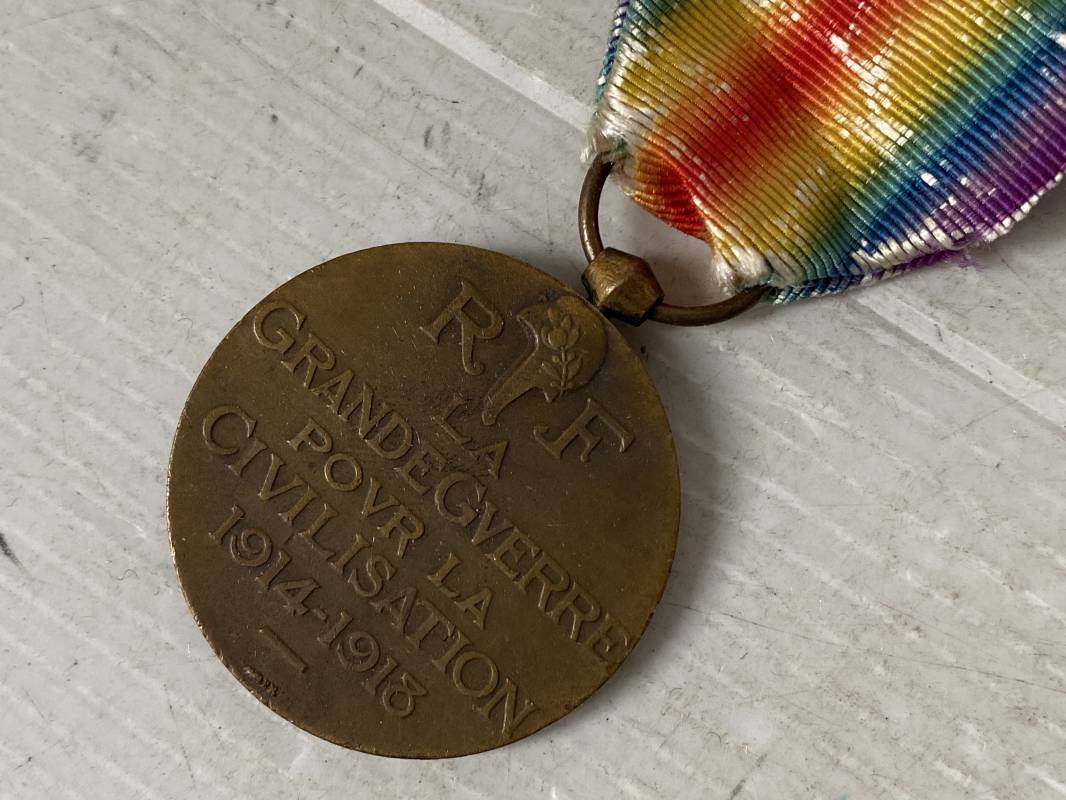 R F
LA
GRANDE GVERRE
POVR LA
CIVILISATION
1914-1918